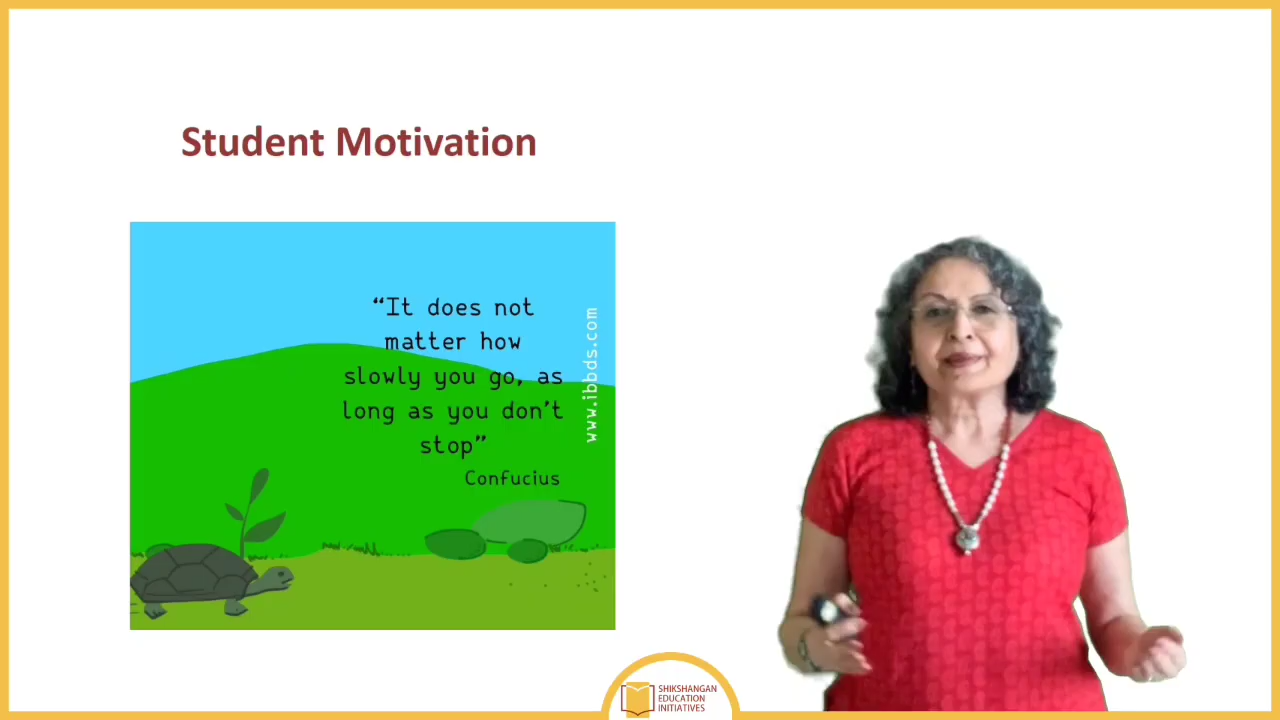 Student Motivation
“It does not
matter how
slowly you go, as
long as you don't
stop”
Confucius
www.ibbds.com
SHIKSHANGAN
EDUCATION
INITIATIVES